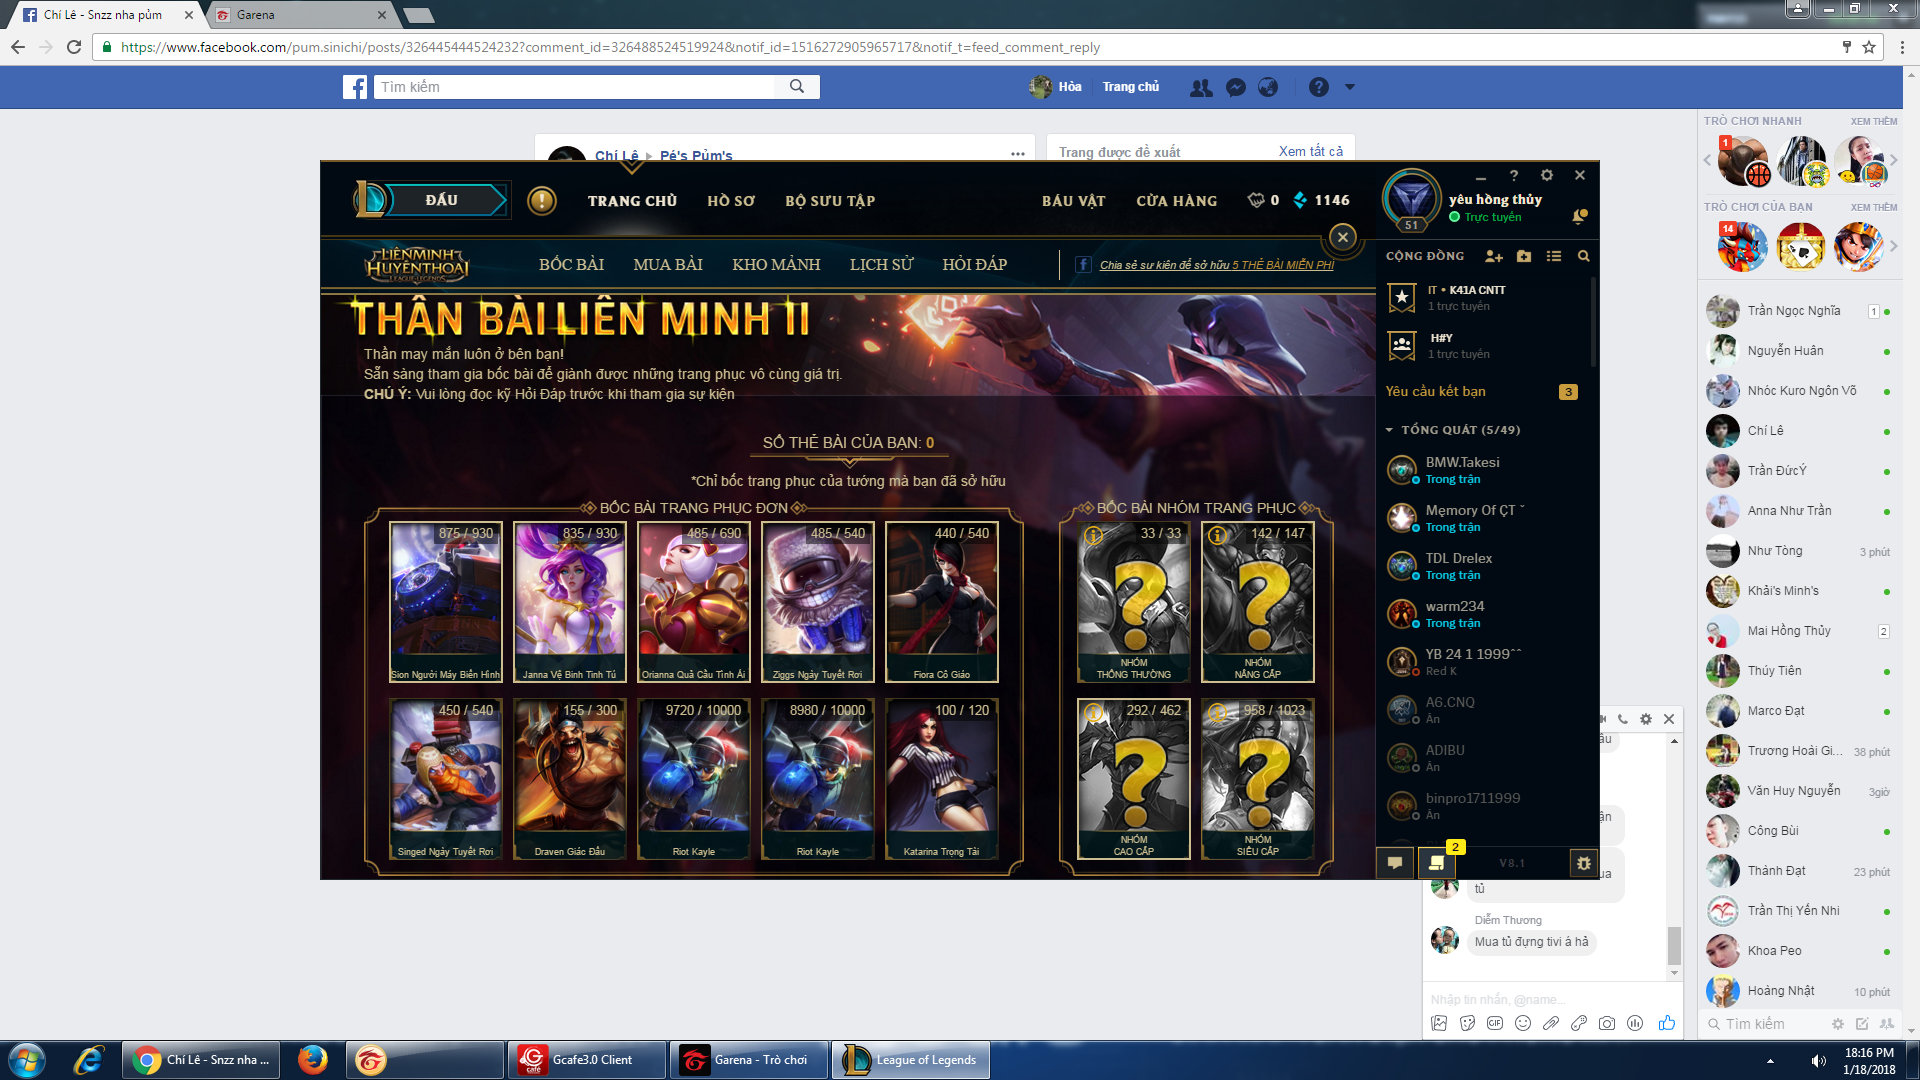 Chí Lê - Snzz nha pủm
Garena
https://www.facebook.com/pum.sinichi/posts/326445444524232?comment_id=326488524519924&notif_id=1516272905965717&notif_t=feed_comment_reply
Tìm kiếm
Hòa
Trang chủ
Chí Lê ▸ Pé's Pủm's
Trang được đề xuất
Xem tất cả
ĐẤU
TRANG CHỦ
HỒ SƠ
BỘ SƯU TẬP
BÁU VẬT
CỬA HÀNG
0
1146
51
yêu hồng thủy
Trực tuyến
LIÊN MINH
HUYỀN THOẠI
LEAGUE of LEGENDS
BỐC BÀI
MUA BÀI
KHO MẢNH
LỊCH SỬ
HỎI ĐÁP
Chia sẻ sự kiện để sở hữu 5 THẺ BÀI MIỄN PHÍ
THẦN BÀI LIÊN MINH II
Thần may mắn luôn ở bên bạn!
Sẵn sàng tham gia bốc bài để giành được những trang phục vô cùng giá trị.
CHÚ Ý: Vui lòng đọc kỹ Hỏi Đáp trước khi tham gia sự kiện
SỐ THẺ BÀI CỦA BẠN: 0
*Chỉ bốc trang phục của tướng mà bạn đã sở hữu
BỐC BÀI TRANG PHỤC ĐƠN
875 / 930
Sion Người Máy Biến Hình
835 / 930
Janna Vệ Binh Tinh Tú
485 / 690
Orianna Quả Cầu Tình Ái
485 / 540
Ziggs Ngày Tuyết Rơi
440 / 540
Fiora Cô Giáo
450 / 540
Singed Ngày Tuyết Rơi
155 / 300
Draven Giác Đấu
9720 / 10000
Riot Kayle
8980 / 10000
Riot Kayle
100 / 120
Katarina Trọng Tài
BỐC BÀI NHÓM TRANG PHỤC
33 / 33
NHÓM
THÔNG THƯỜNG
142 / 147
NHÓM
NÂNG CẤP
292 / 462
NHÓM
CAO CẤP
958 / 1023
NHÓM
SIÊU CẤP
CỘNG ĐỒNG
IT • K41A CNTT
1 trực tuyến
H#Y
1 trực tuyến
Yêu cầu kết bạn
3
TỔNG QUÁT (5/49)
BMW.Takesi
Trong trận
Mẹmory Of ÇT ˇ
Trong trận
TDL Drelex
Trong trận
warm234
Trong trận
YB 24 1 1999ˆˆ
Red K
A6.CNQ
Ẩn
ADIBU
Ẩn
binpro1711999
Ẩn
2
V8.1
tủ
Diễm Thương
Mua tủ đựng tivi á hả
Nhập tin nhắn, @name...
TRÒ CHƠI NHANH
XEM THÊM
1
TRÒ CHƠI CỦA BẠN
XEM THÊM
14
Trần Ngọc Nghĩa
1
Nguyễn Huân
Nhóc Kuro Ngôn Võ
Chí Lê
Trần ĐứcÝ
Anna Như Trần
Như Tòng
3 phút
Khải's Minh's
Mai Hồng Thủy
2
Thúy Tiên
Marco Đạt
Trương Hoài Gi...
38 phút
Văn Huy Nguyễn
3giờ
Công Bùi
Thành Đạt
23 phút
Trần Thị Yến Nhi
Khoa Peo
Hoàng Nhật
10 phút
Tìm kiếm
Chí Lê - Snzz nha ...
Gcafe3.0 Client
Garena - Trò chơi
League of Legends
18:16 PM
1/18/2018